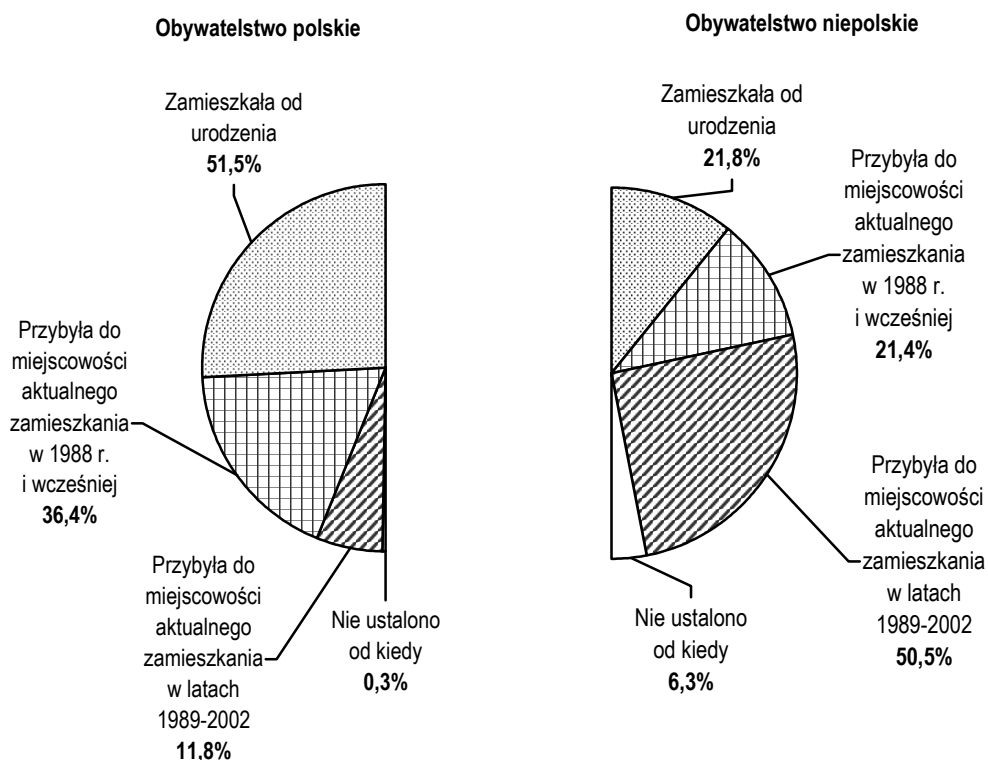 Obywatelstwo polskie
Zamieszkała od
urodzenia
51,5%
Przybyła do
miejscowości
aktualnego
zamieszkania
w 1988 r.
i wcześniej
36,4%
Przybyła do
miejscowości
aktualnego
zamieszkania
w latach
1989-2002
11,8%
Nie ustalono
od kiedy
0,3%
Obywatelstwo niepolskie
Zamieszkała od
urodzenia
21,8%
Przybyła do
miejscowości
aktualnego
zamieszkania
w 1988 r.
i wcześniej
21,4%
Przybyła do
miejscowości
aktualnego
zamieszkania
w latach
1989-2002
50,5%
Nie ustalono
od kiedy
6,3%